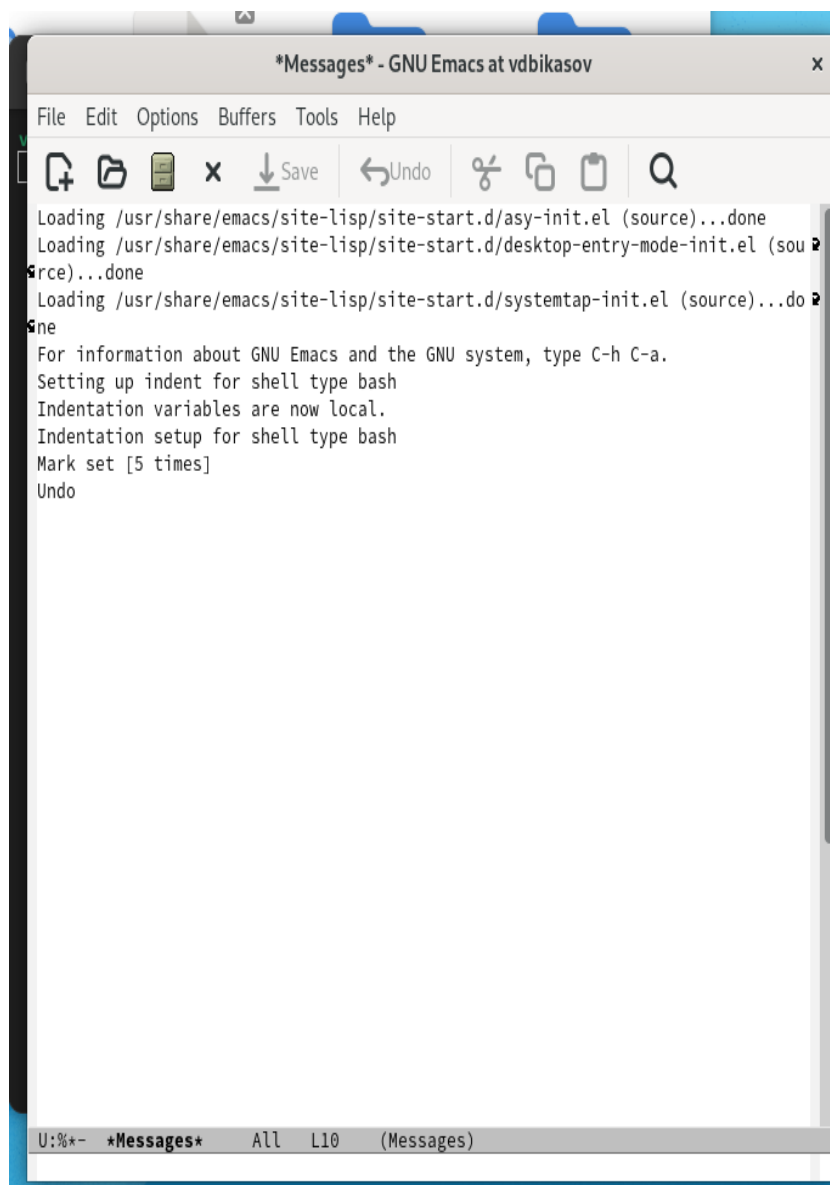 *Messages* - GNU Emacs at vdbikasov
File Edit Options Buffers Tools Help
Save Undo
Loading /usr/share/emacs/site-lisp/site-start.d/asy-init.el (source)...done
Loading /usr/share/emacs/site-lisp/site-start.d/desktop-entry-mode-init.el (sou
rce)...done
Loading /usr/share/emacs/site-lisp/site-start.d/systemtap-init.el (source)...do
ne
For information about GNU Emacs and the GNU system, type C-h C-a.
Setting up indent for shell type bash
Indentation variables are now local.
Indentation setup for shell type bash
Mark set [5 times]
Undo
U:%*- *Messages* All L10 (Messages)